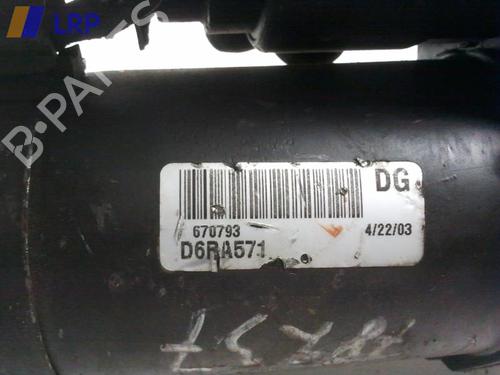 LRP
B-PARTS
DG
670793
4/22/03
D6RA571